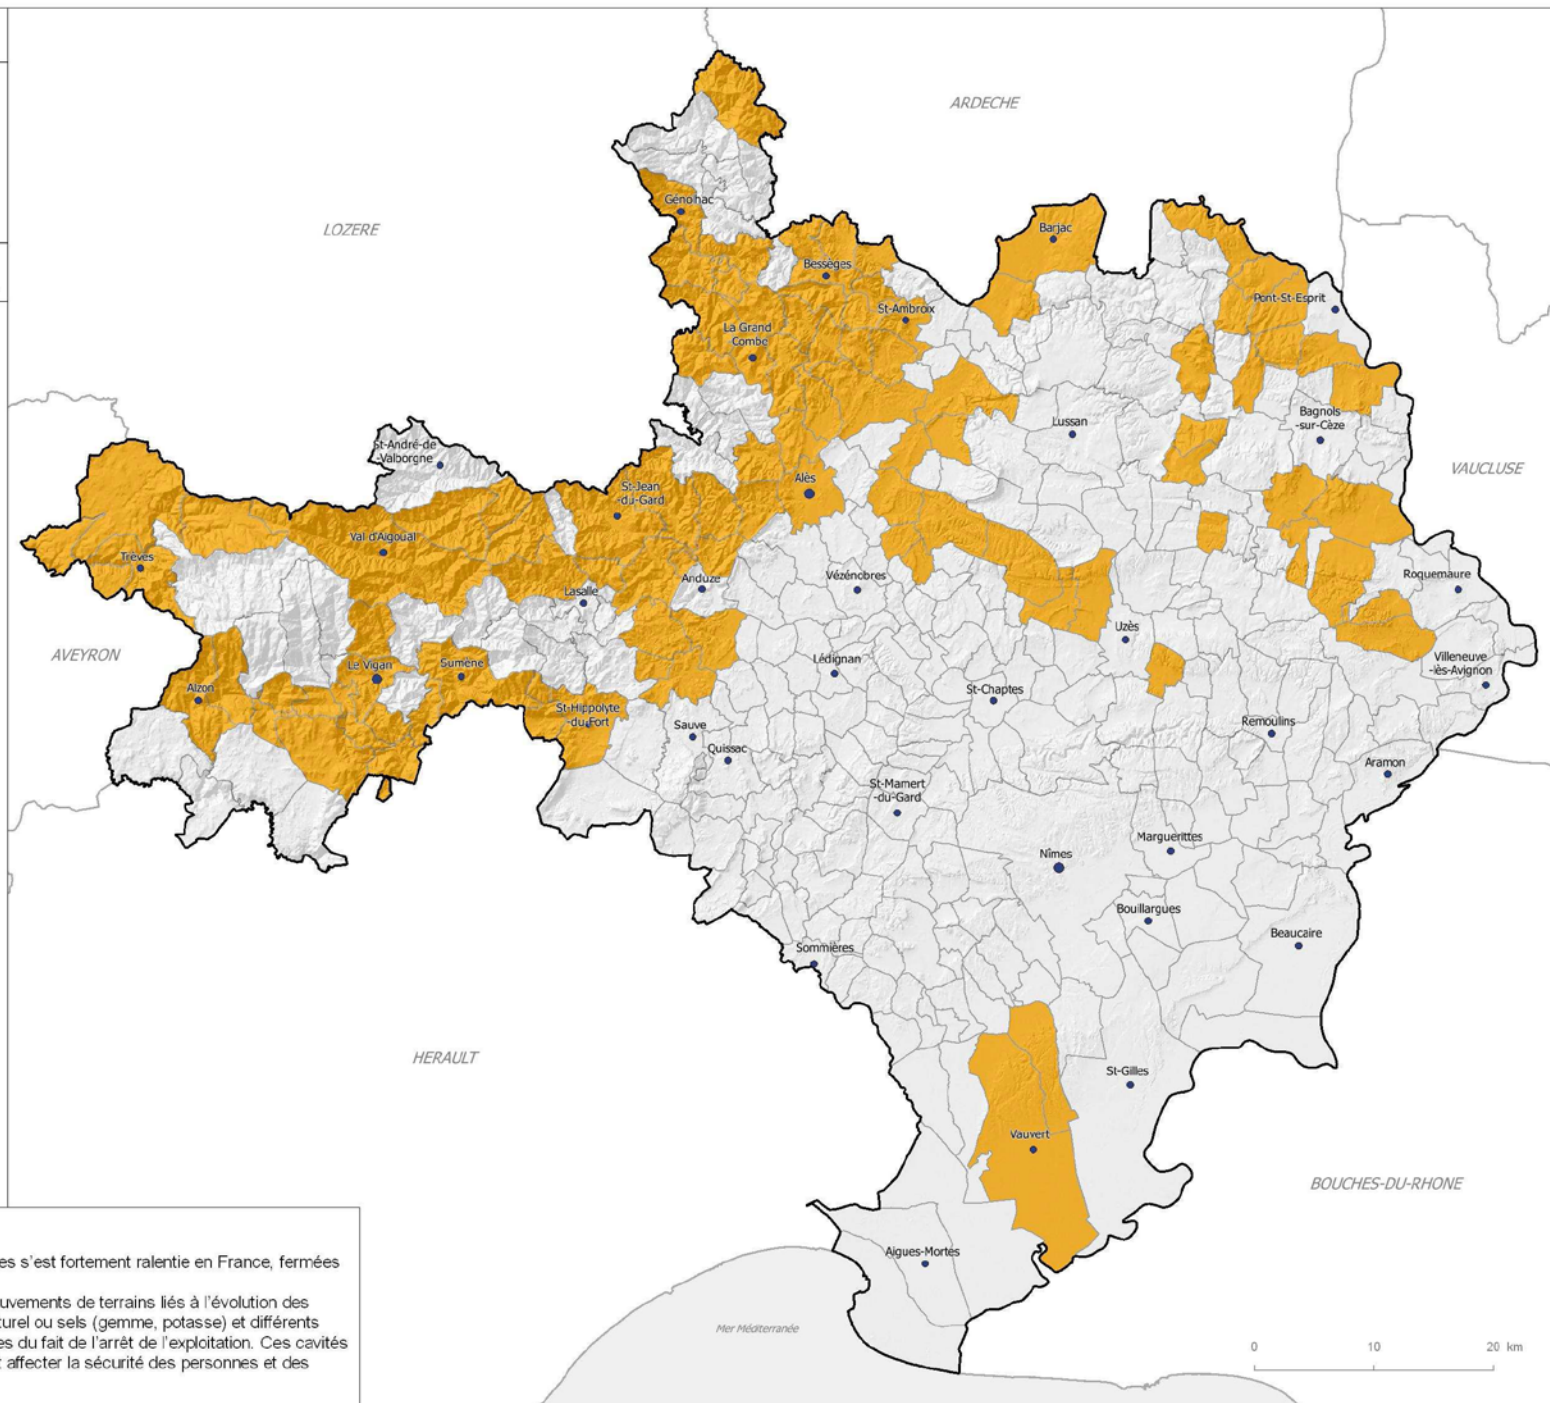 ARDECHE
LOZERE
Génolhac
Barjac
Bessèges
Pont-St-Esprit
St-Ambroix
La Grand
Combe
Bagnols
-sur-Cèze
Lussan
St-André-de
-Valborgne
VAUCLUSE
Alès
St-Jean
-du-Gard
Val d'Aigoual
Trèves
Roquemaure
Anduze
Vézénobres
Lasalle
Uzès
AVEYRON
Villeneuve
-lès-Avignon
Lédignan
Le Vigan
Sumène
Alzon
St-Chaptes
St-Hippolyte
-du-Fort
Remoulins
Sauve
Quissac
Aramon
St-Mamert
-du-Gard
Marguerittes
Nîmes
Bouillargues
Beaucaire
Sommières
HERAULT
St-Gilles
Vauvert
BOUCHES-DU-RHONE
Aigues-Mortes
es s'est fortement ralentie en France, fermées
uvements de terrains liés à l'évolution des
turel ou sels (gemme, potasse) et différents
es du fait de l'arrêt de l'exploitation. Ces cavités
t affecter la sécurité des personnes et des
Mer Méditerranée
0 10 20 km